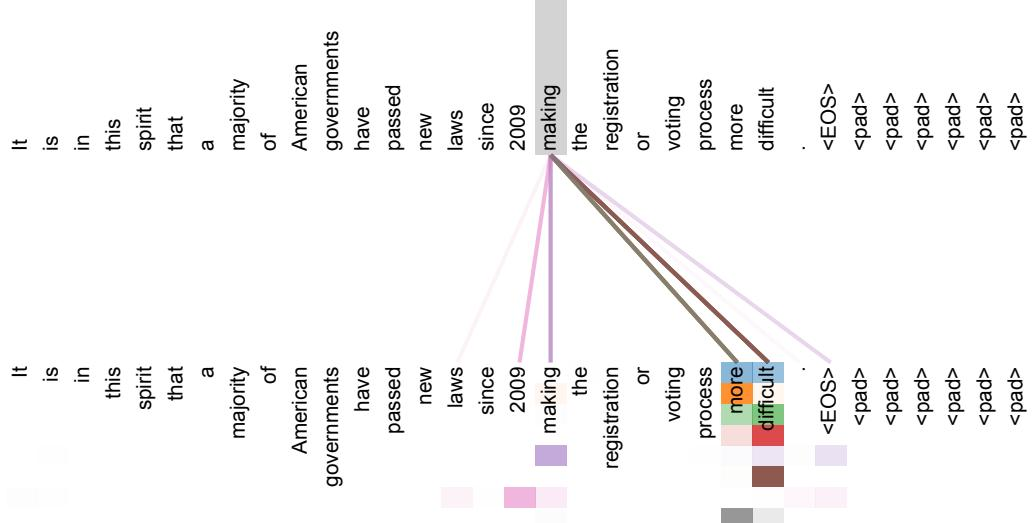 It is in this spirit that a majority of American governments have passed new laws since 2009 making the registration or voting process more difficult . <EOS> <pad> <pad> <pad> <pad> <pad> <pad>
It is in this spirit that a majority of American governments have passed new laws since 2009 making the registration or voting process more difficult . <EOS> <pad> <pad> <pad> <pad> <pad> <pad>